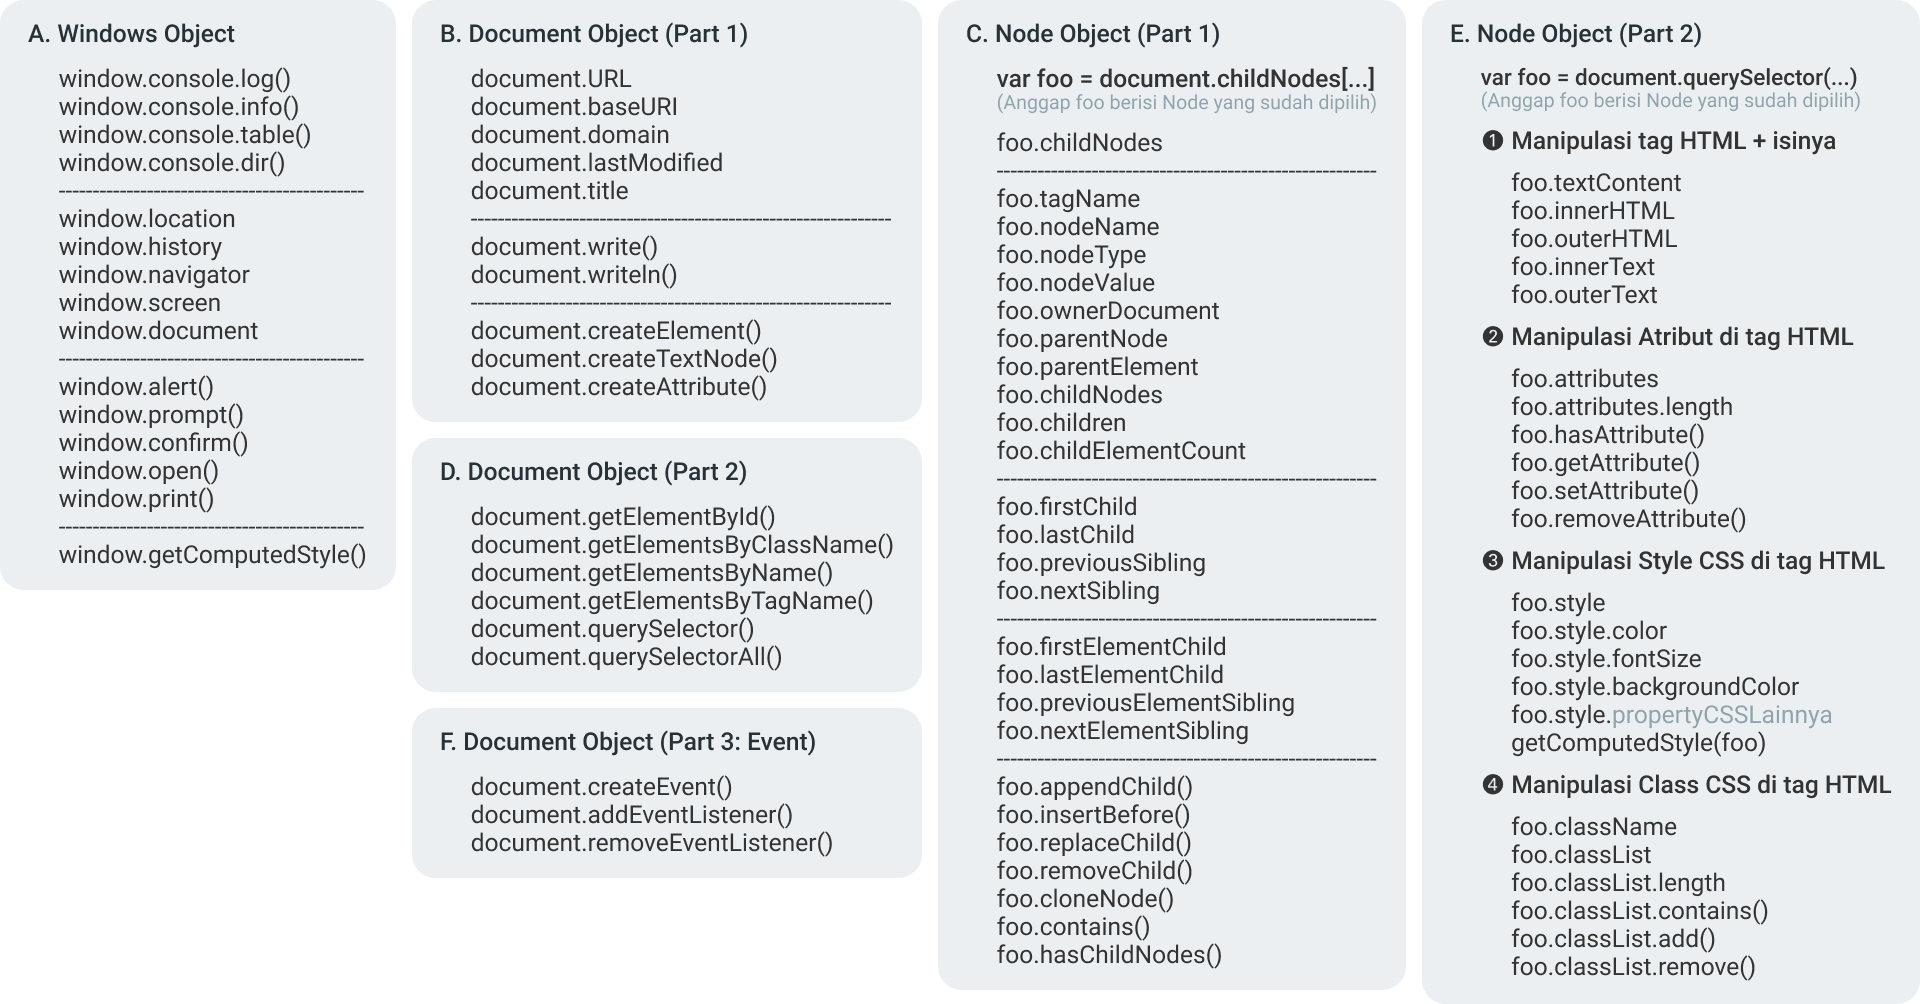 A. Windows Object
window.console.log()
window.console.info()
window.console.table()
window.console.dir()
---------------------------------------------
window.location
window.history
window.navigator
window.screen
window.document
---------------------------------------------
window.alert()
window.prompt()
window.confirm()
window.open()
window.print()
---------------------------------------------
window.getComputedStyle()
B. Document Object (Part 1)
document.URL
document.baseURI
document.domain
document.lastModified
document.title
--------------------------------------------------------------
document.write()
document.writeln()
--------------------------------------------------------------
document.createElement()
document.createTextNode()
document.createAttribute()
D. Document Object (Part 2)
document.getElementById()
document.getElementsByClassName()
document.getElementsByName()
document.getElementsByTagName()
document.querySelector()
document.querySelectorAll()
F. Document Object (Part 3: Event)
document.createEvent()
document.addEventListener()
document.removeEventListener()
C. Node Object (Part 1)
var foo = document.childNodes[...]
(Anggap foo berisi Node yang sudah dipilih)
foo.childNodes
--------------------------------------------------------
foo.tagName
foo.nodeName
foo.nodeType
foo.nodeValue
foo.ownerDocument
foo.parentNode
foo.parentElement
foo.childNodes
foo.children
foo.childElementCount
--------------------------------------------------------
foo.firstChild
foo.lastChild
foo.previousSibling
foo.nextSibling
--------------------------------------------------------
foo.firstElementChild
foo.lastElementChild
foo.previousElementSibling
foo.nextElementSibling
--------------------------------------------------------
foo.appendChild()
foo.insertBefore()
foo.replaceChild()
foo.removeChild()
foo.cloneNode()
foo.contains()
foo.hasChildNodes()
E. Node Object (Part 2)
var foo = document.querySelector(...)
(Anggap foo berisi Node yang sudah dipilih)
❶ Manipulasi tag HTML + isinya
foo.textContent
foo.innerHTML
foo.outerHTML
foo.innerText
foo.outerText
❷ Manipulasi Atribut di tag HTML
foo.attributes
foo.attributes.length
foo.hasAttribute()
foo.getAttribute()
foo.setAttribute()
foo.removeAttribute()
❸ Manipulasi Style CSS di tag HTML
foo.style
foo.style.color
foo.style.fontSize
foo.style.backgroundColor
foo.style.propertyCSSLainnya
getComputedStyle(foo)
❹ Manipulasi Class CSS di tag HTML
foo.className
foo.classList
foo.classList.length
foo.classList.contains()
foo.classList.add()
foo.classList.remove()